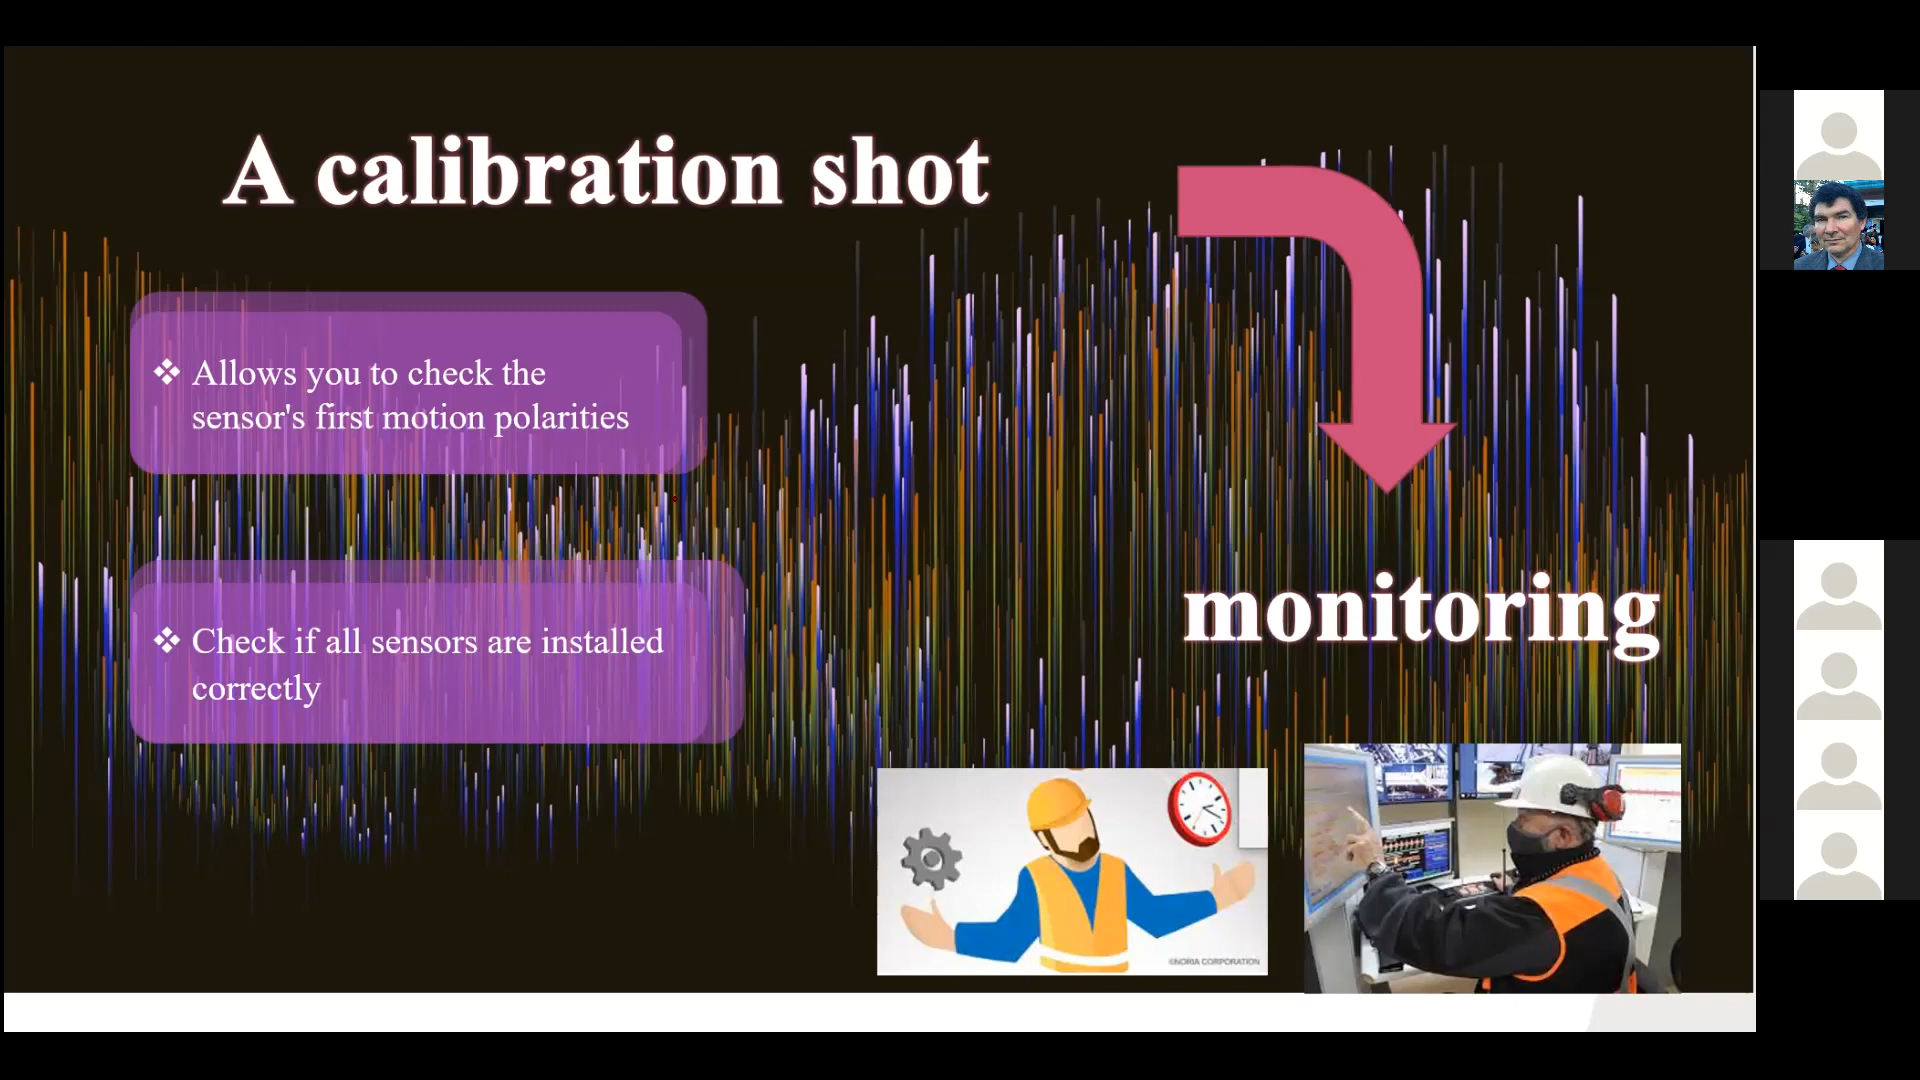 A calibration shot
❖ Allows you to check the
sensor's first motion polarities
❖ Check if all sensors are installed
correctly
monitoring
©NORIA CORPORATION